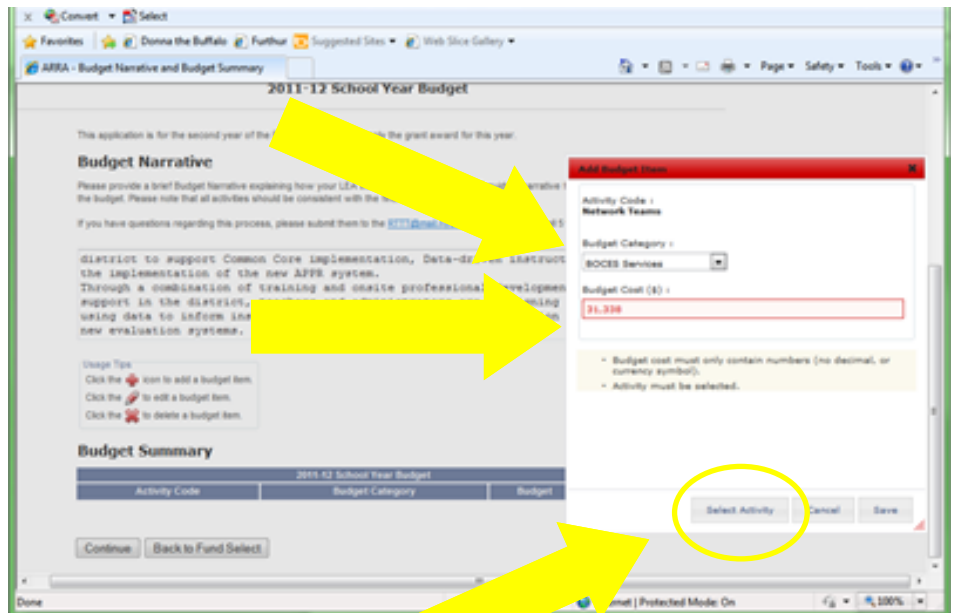 x Convert Select
Favorites Donna the Buffalo Furthur Suggested Sites Web Slice Gallery
ARRA - Budget Narrative and Budget Summary
Page Safety Tools
2011-12 School Year Budget
This application is for the second year of the the grant award for this year.
Budget Narrative
Please provide a brief Budget Narrative explaining how your LEA narrative
the budget. Please note that all activities should be consistent with the
If you have questions regarding this process, please submit them to the
district to support Common Core implementation, Data-driven instruct
the implementation of the new APPR system.
Through a combination of training and onsite professional developmen
support in the district,
using data to inform
new evaluation systems.
Usage Tips
Click the icon to add a budget item.
Click the to edit a budget item.
Click the to delete a budget item.
Budget Summary
2011-12 School Year Budget
Activity Code Budget Category Budget
Continue Back to Fund Select
Add Budget Item x
Activity Code :
Network Teams
Budget Category :
BOCES Services
Budget Cost ($) :
31,338
• Budget cost must only contain numbers (no decimal, or
currency symbol).
• Activity must be selected.
Select Activity Cancel Save
Done Protected Mode: On 100%